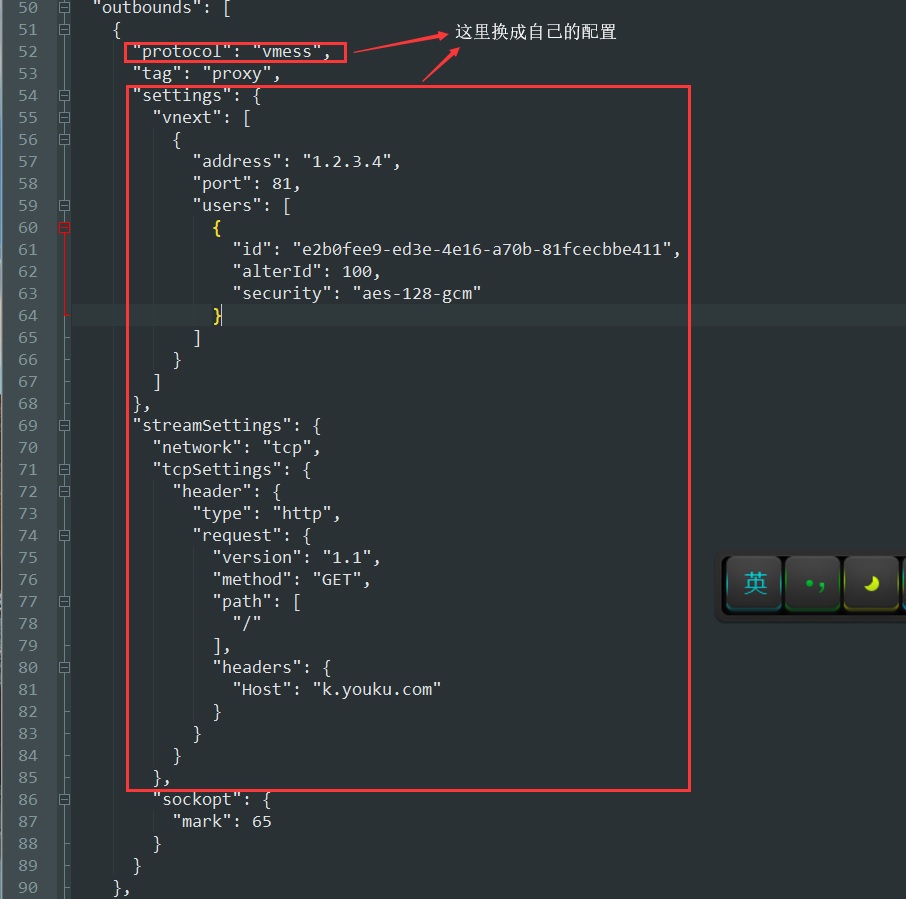 50 "outbounds": [
51 {
52 "protocol": "vmess",
这里换成自己的配置
53 "tag": "proxy",
54 "settings": {
55 "vnext": [
56 {
57 "address": "1.2.3.4",
58 "port": 81,
59 "users": [
60 {
61 "id": "e2b0fee9-ed3e-4e16-a70b-81fcecbbe411",
62 "alterId": 100,
63 "security": "aes-128-gcm"
64 }
65 ]
66 }
67 ]
68 },
69 "streamSettings": {
70 "network": "tcp",
71 "tcpSettings": {
72 "header": {
73 "type": "http",
74 "request": {
75 "version": "1.1",
76 "method": "GET",
英
77 "path": [
78 "/"
79 ],
80 "headers": {
81 "Host": "k.youku.com"
82 }
83 }
84 }
85 },
86 "sockopt": {
87 "mark": 65
88 }
89 }
90 },